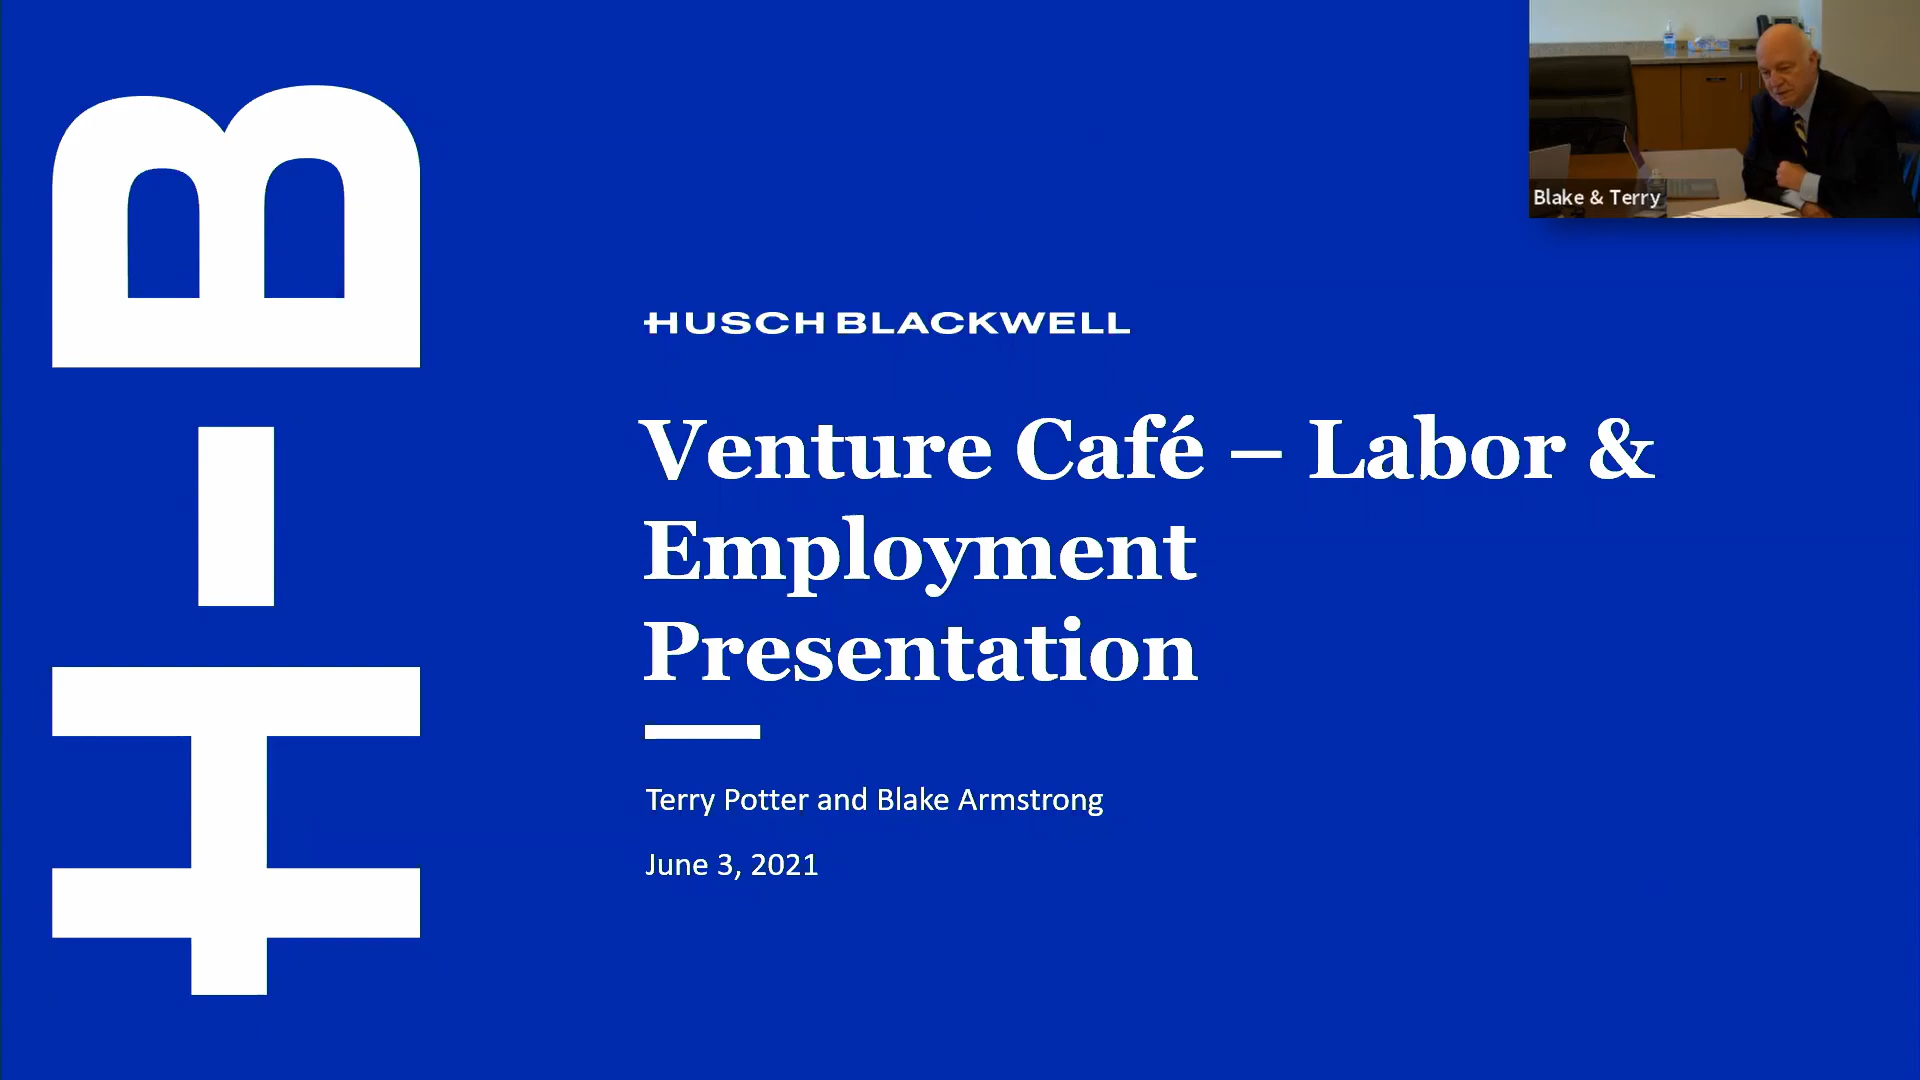 H-B
Blake & Terry
HUSCH BLACKWELL
Venture Café – Labor &
Employment
Presentation
Terry Potter and Blake Armstrong
June 3, 2021